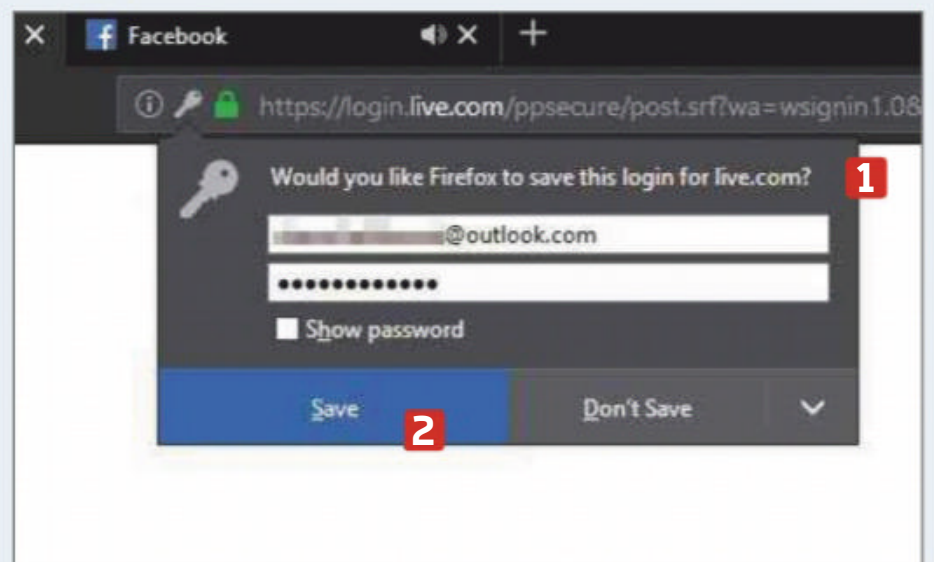 Facebook
https://login.live.com/ppsecure/post.srf?wa=wsignin1.0&
Would you like Firefox to save this login for live.com?
1
@outlook.com
Show password
Save
Don't Save
2